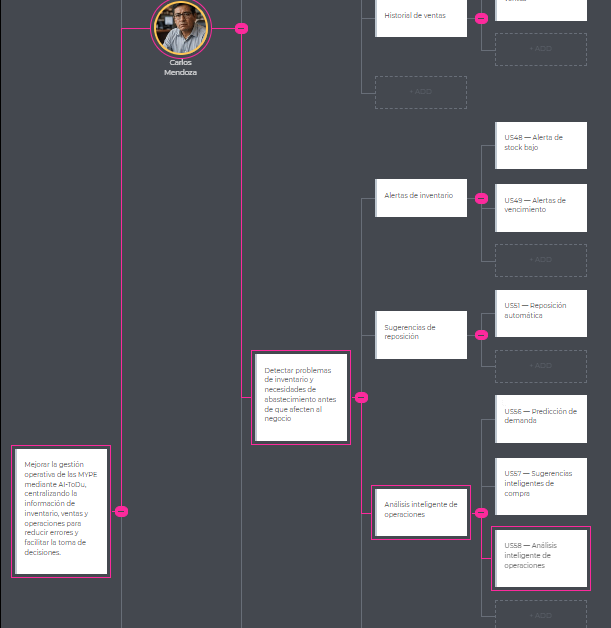 ventas
Historial de ventas
+ ADD
Carlos
Mendoza
+ ADD
US48 — Alerta de
stock bajo
Alertas de inventario
US49 — Alertas de
vencimiento
+ ADD
US51 — Reposición
automática
Sugerencias de
reposición
+ ADD
Detectar problemas
de inventario y
necesidades de
abastecimiento antes
de que afecten al
negocio
US56 — Predicción de
demanda
Mejorar la gestión
operativa de las MYPE
mediante AI-ToDu,
centralizando la
información de
inventario, ventas y
operaciones para
reducir errores y
facilitar la toma de
decisiones.
US57 — Sugerencias
inteligentes de
compra
Análisis inteligente de
operaciones
US58 — Análisis
inteligente de
operaciones
+ ADD